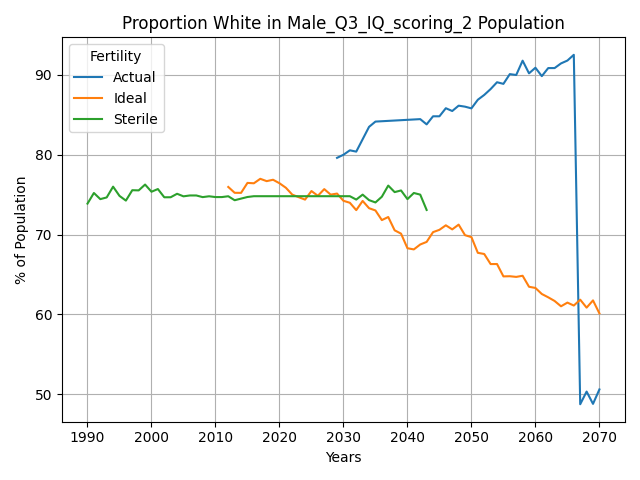 Proportion White in Male_Q3_IQ_scoring_2 Population
Fertility
Actual
Ideal
Sterile
% of Population
90
80
70
60
50
1990 2000 2010 2020 2030 2040 2050 2060 2070
Years